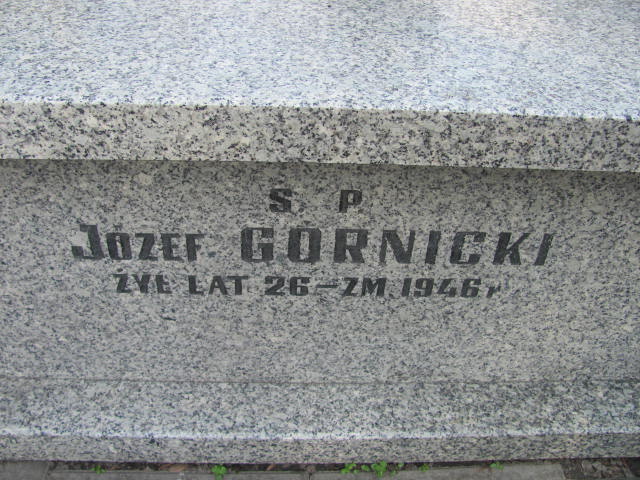 S P
JÓZEF GÓRNICKI
ŻYŁ LAT 26-ZM. 1946 r